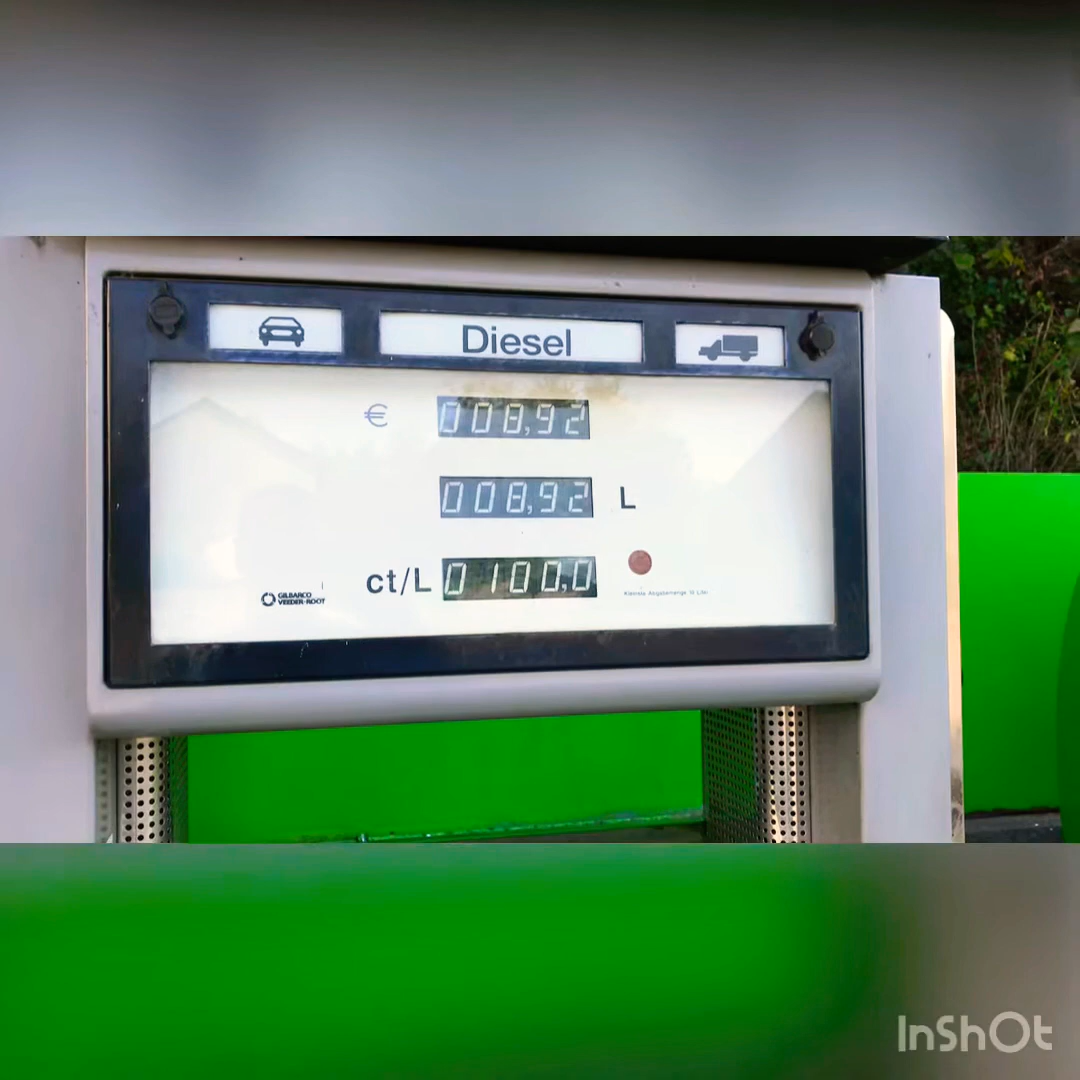 Diesel
€ 008,92
008,92 L
ct/L 0100,0
GILBARCO
VEEDER-ROOT
InShOt